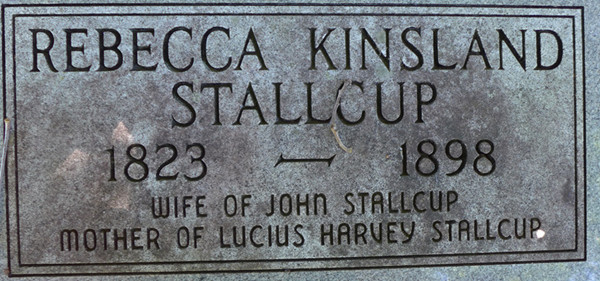 REBECCA KINSLAND
STALLCUP
1823 — 1898
WIFE OF JOHN STALLCUP
MOTHER OF LUCIUS HARVEY STALLCUP